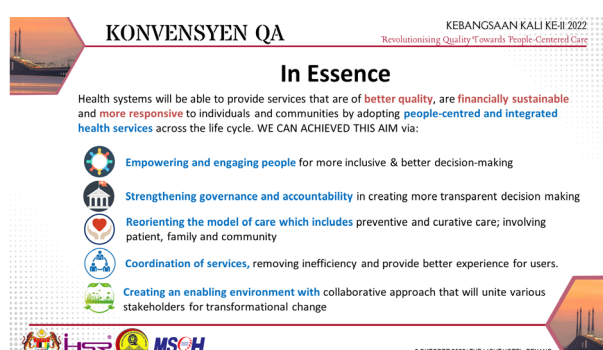 KONVENSYEN QA
KEBANGSAAN KALI KE-II 2022
Revolutionising Quality Towards People-Centered Care
In Essence
Health systems will be able to provide services that are of better quality, are financially sustainable
and more responsive to individuals and communities by adopting people-centred and integrated
health services across the life cycle. WE CAN ACHIEVED THIS AIM via:
Empowering and engaging people for more inclusive & better decision-making
Strengthening governance and accountability in creating more transparent decision making
Reorienting the model of care which includes preventive and curative care; involving
patient, family and community
Coordination of services, removing inefficiency and provide better experience for users.
Creating an enabling environment with collaborative approach that will unite various
stakeholders for transformational change